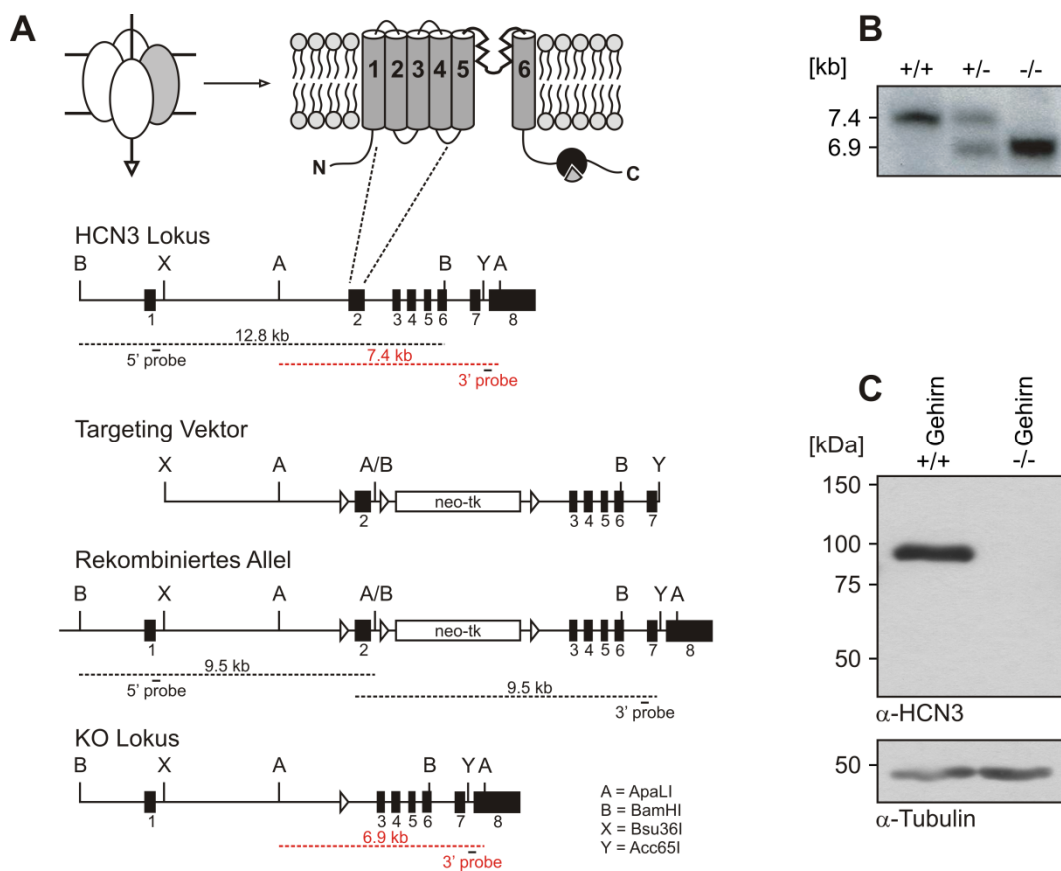 A
1 2 3 4 5 6
N
C
HCN3 Lokus
B X A B Y A
1 2 3 4 5 6 7 8
12.8 kb
5' probe
7.4 kb
3' probe
Targeting Vektor
X A A/B B Y
neo-tk
2 3 4 5 6 7
Rekombiniertes Allel
B X A A/B B Y A
neo-tk
1 2 3 4 5 6 7 8
9.5 kb
5' probe
9.5 kb
3' probe
KO Lokus
B X A B Y A
1 3 4 5 6 7 8
6.9 kb
3' probe
A = ApaLI
B = BamHI
X = Bsu36I
Y = Acc65I
B
[kb] +/+ +/- -/-
7.4
6.9
C
[kDa]
Gehirn Gehirn
+/+ -/-
150
100
75
50
α-HCN3
50
α-Tubulin